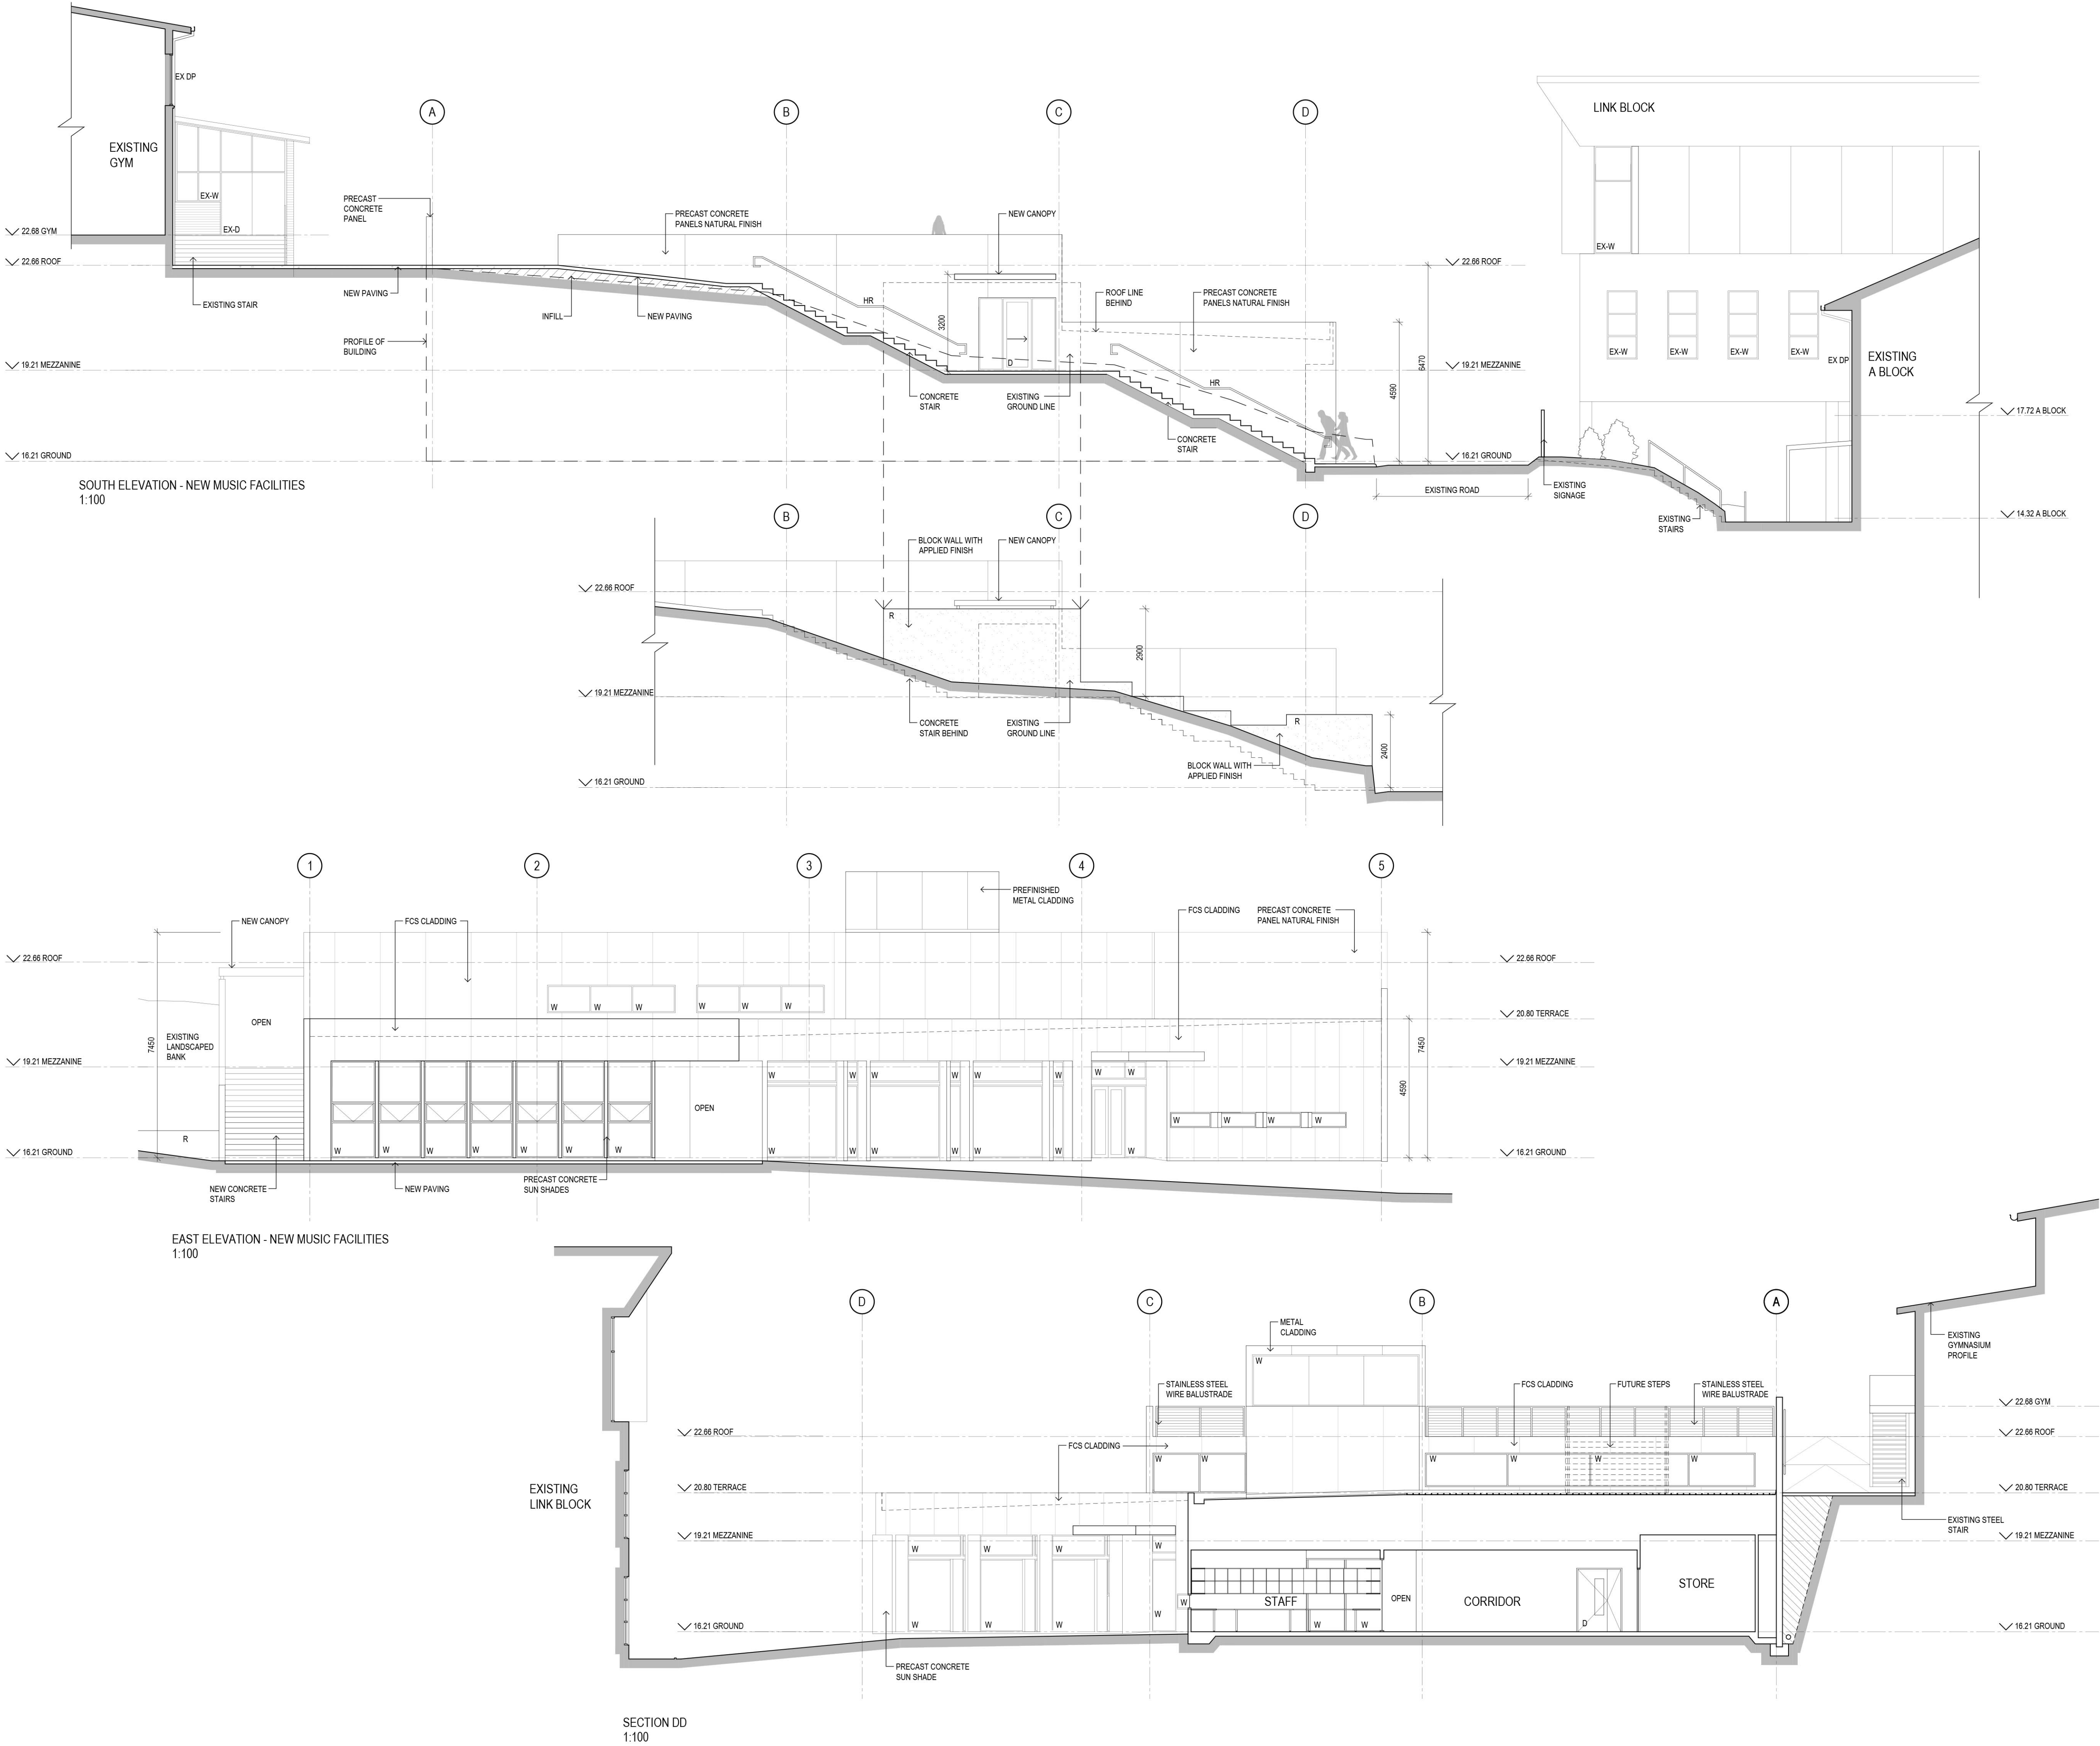 EX DP
EXISTING
GYM
EX-W
EX-D
22.68 GYM
22.66 ROOF
19.21 MEZZANINE
16.21 GROUND
EXISTING STAIR
A
B
C
D
PRECAST
CONCRETE
PANEL
NEW PAVING
PROFILE OF
BUILDING
INFILL
NEW PAVING
PRECAST CONCRETE
PANELS NATURAL FINISH
HR
3200
NEW CANOPY
D
ROOF LINE
BEHIND
PRECAST CONCRETE
PANELS NATURAL FINISH
HR
CONCRETE
STAIR
EXISTING
GROUND LINE
CONCRETE
STAIR
4590
6470
22.66 ROOF
19.21 MEZZANINE
16.21 GROUND
EXISTING ROAD
EXISTING
SIGNAGE
EXISTING
STAIRS
LINK BLOCK
EX-W
EX-W
EX-W
EX-W
EX-W
EX DP
EXISTING
A BLOCK
17.72 A BLOCK
14.32 A BLOCK
SOUTH ELEVATION - NEW MUSIC FACILITIES
1:100
B
C
D
BLOCK WALL WITH
APPLIED FINISH
NEW CANOPY
22.66 ROOF
R
2900
19.21 MEZZANINE
CONCRETE
STAIR BEHIND
EXISTING
GROUND LINE
R
2400
BLOCK WALL WITH
APPLIED FINISH
16.21 GROUND
1
2
3
4
5
NEW CANOPY
FCS CLADDING
PREFINISHED
METAL CLADDING
FCS CLADDING
PRECAST CONCRETE
PANEL NATURAL FINISH
22.66 ROOF
22.66 ROOF
W
W
W
W
W
W
OPEN
20.80 TERRACE
7450
EXISTING
LANDSCAPED
BANK
7450
19.21 MEZZANINE
19.21 MEZZANINE
W
W
W
W
W
W
W
W
4590
OPEN
W
W
W
W
R
W
W
W
W
W
W
W
W
W
W
W
W
W
W
16.21 GROUND
16.21 GROUND
NEW CONCRETE
STAIRS
NEW PAVING
PRECAST CONCRETE
SUN SHADES
EAST ELEVATION - NEW MUSIC FACILITIES
1:100
D
C
B
A
METAL
CLADDING
W
EXISTING
GYMNASIUM
PROFILE
STAINLESS STEEL
WIRE BALUSTRADE
FCS CLADDING
FUTURE STEPS
STAINLESS STEEL
WIRE BALUSTRADE
22.68 GYM
22.66 ROOF
22.66 ROOF
FCS CLADDING
W
W
W
W
W
W
EXISTING
LINK BLOCK
20.80 TERRACE
20.80 TERRACE
EXISTING STEEL
STAIR
19.21 MEZZANINE
19.21 MEZZANINE
W
W
W
W
STORE
W
STAFF
OPEN
CORRIDOR
W
W
W
W
W
W
D
16.21 GROUND
16.21 GROUND
PRECAST CONCRETE
SUN SHADE
SECTION DD
1:100